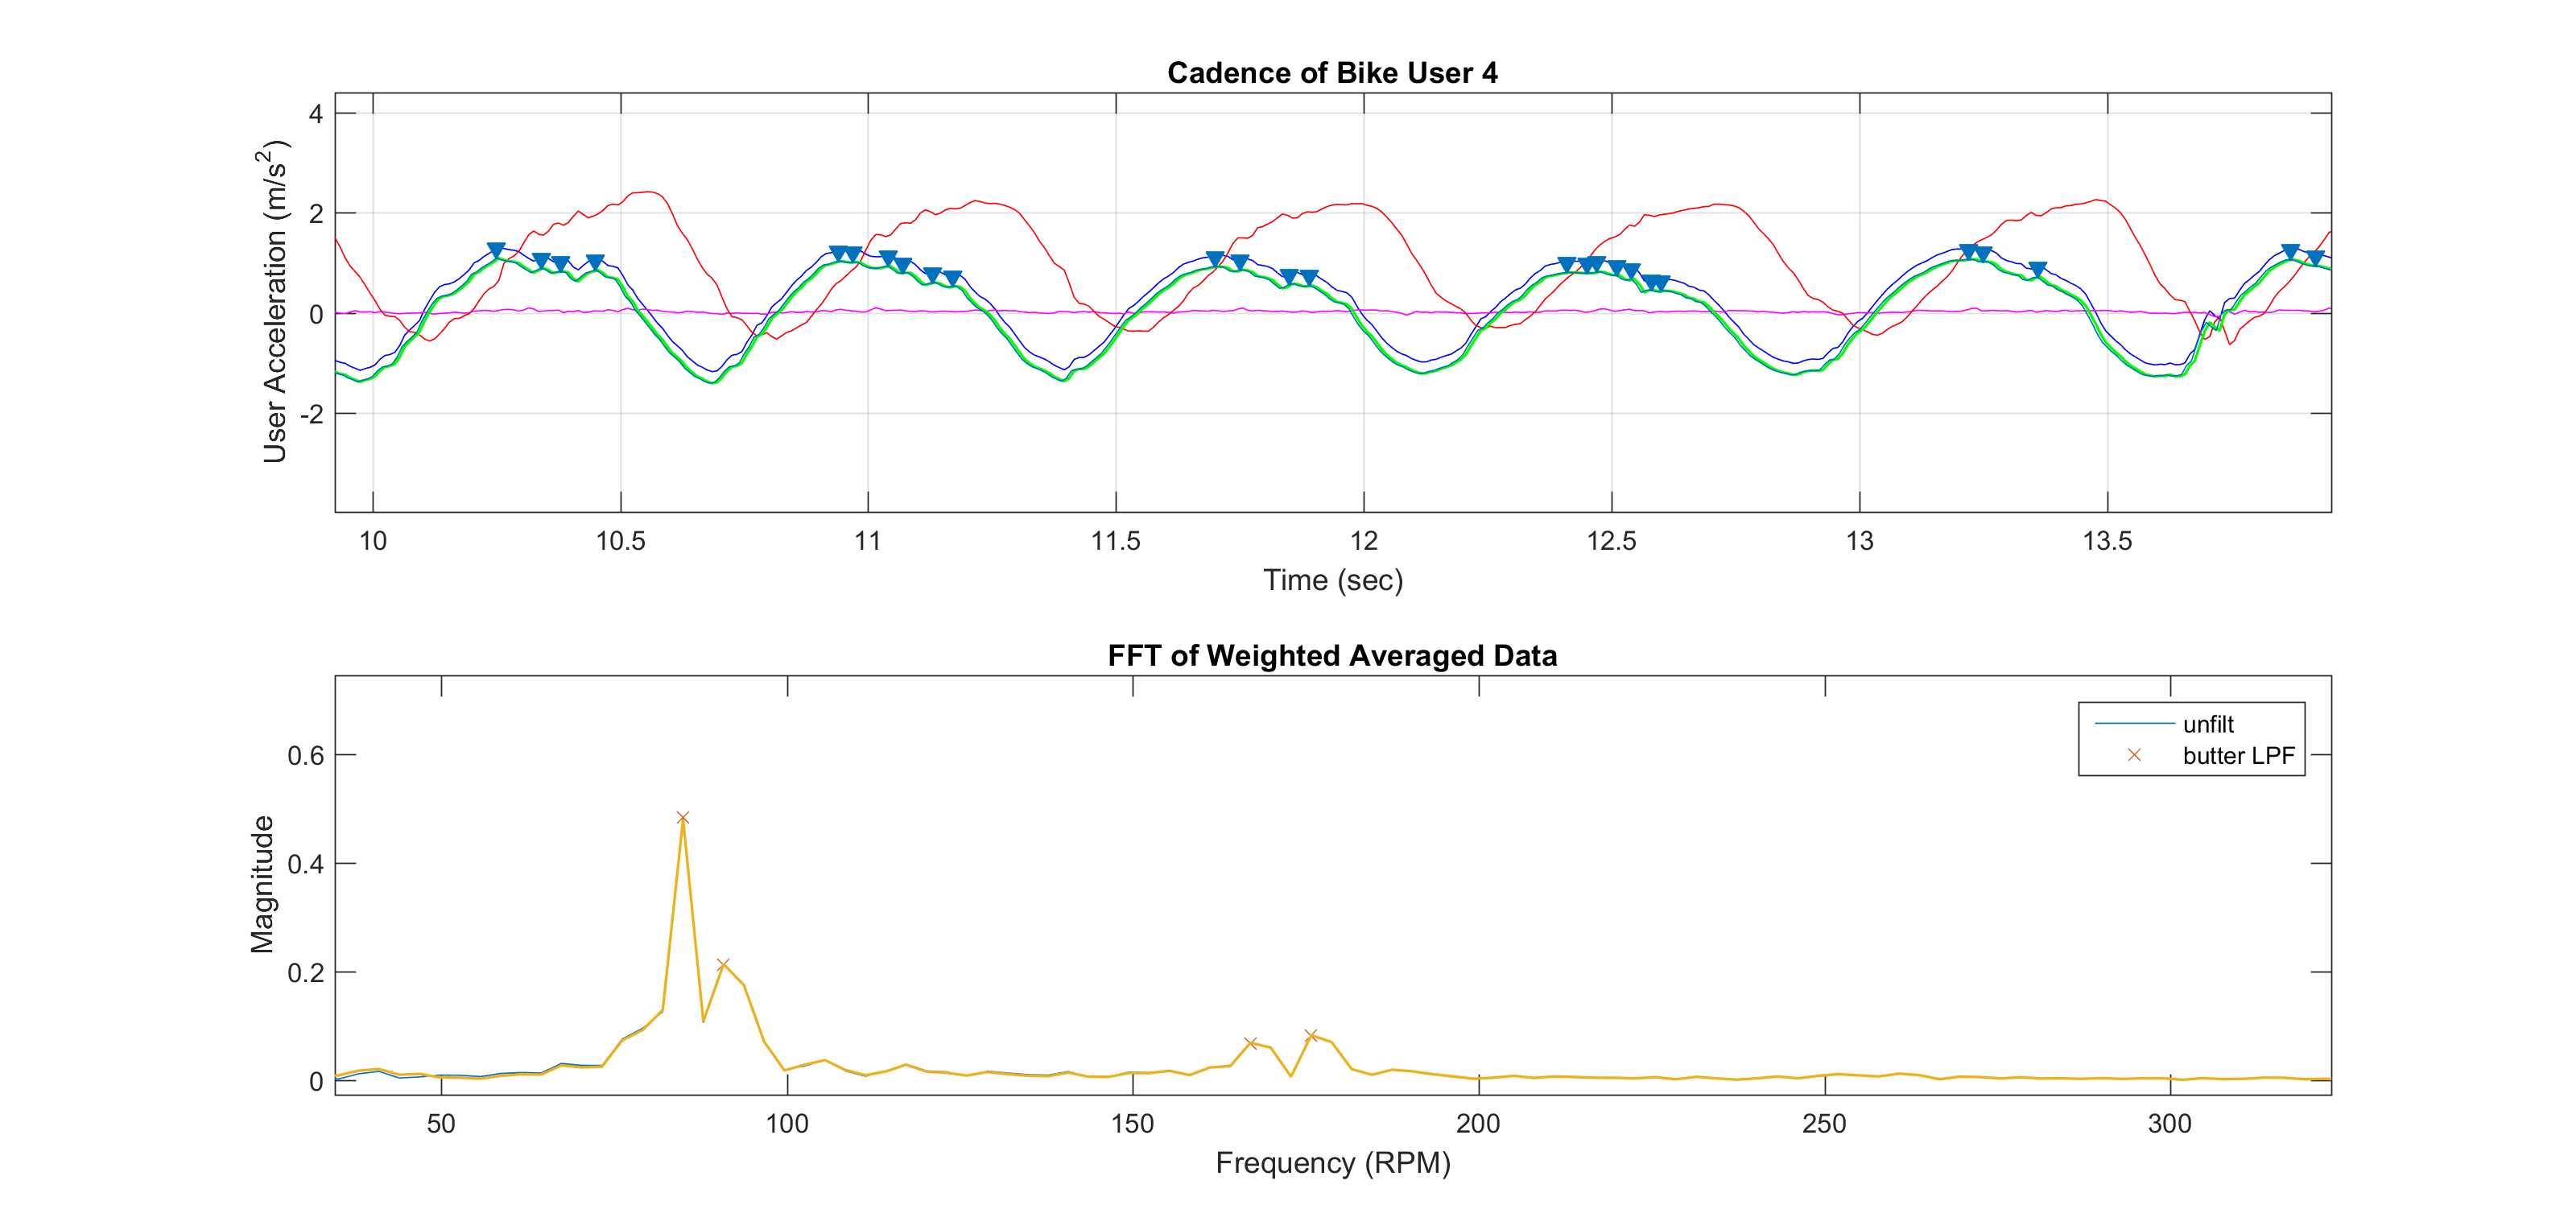 Cadence of Bike User 4
User Acceleration (m/s²)
4
2
0
-2
10 10.5 11 11.5 12 12.5 13 13.5
Time (sec)
FFT of Weighted Averaged Data
Magnitude
0.6
0.4
0.2
0
unfilt
butter LPF
50 100 150 200 250 300
Frequency (RPM)